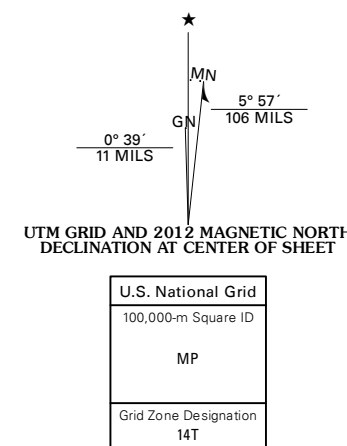 ★
MN
5° 57´
106 MILS
GN
0° 39´
11 MILS
UTM GRID AND 2012 MAGNETIC NORTH
DECLINATION AT CENTER OF SHEET
U.S. National Grid
100,000-m Square ID
MP
Grid Zone Designation
14T